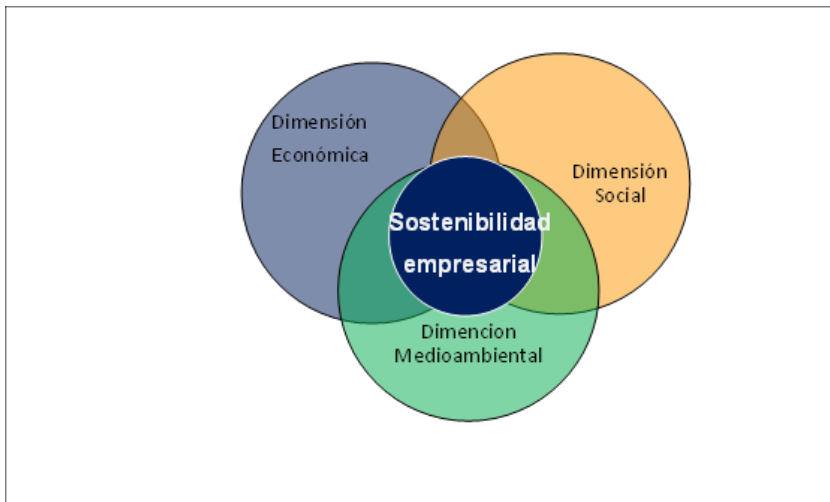 Dimensión
Económica
Dimensión
Social
Sostenibilidad
empresarial
Dimencion
Medioambiental